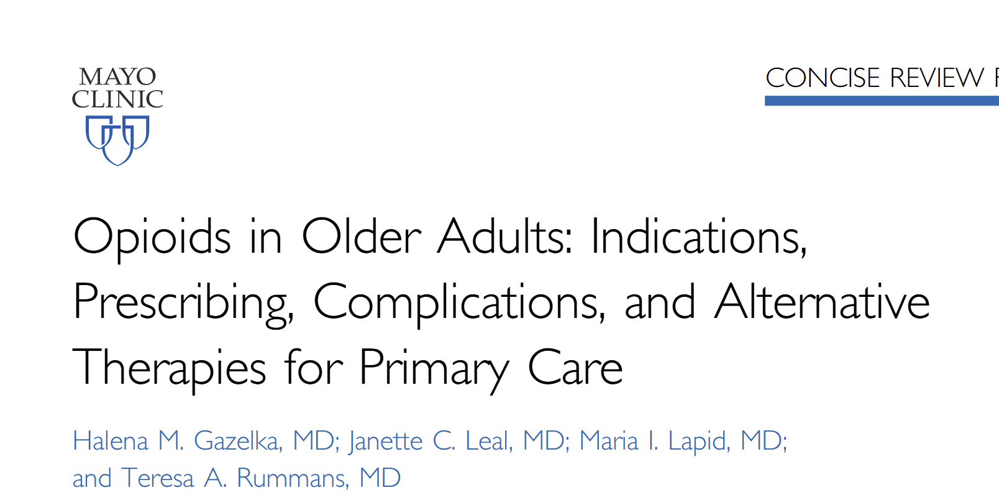 MAYO
CLINIC
CONCISE REVIEW
Opioids in Older Adults: Indications,
Prescribing, Complications, and Alternative
Therapies for Primary Care
Halena M. Gazelka, MD; Janette C. Leal, MD; Maria I. Lapid, MD;
and Teresa A. Rummans, MD